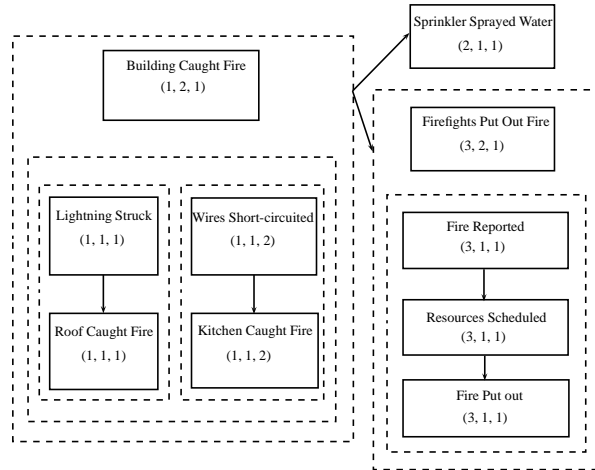 Building Caught Fire
(1, 2, 1)
Lightning Struck
(1, 1, 1)
Roof Caught Fire
(1, 1, 1)
Wires Short-circuited
(1, 1, 2)
Kitchen Caught Fire
(1, 1, 2)
Sprinkler Sprayed Water
(2, 1, 1)
Firefights Put Out Fire
(3, 2, 1)
Fire Reported
(3, 1, 1)
Resources Scheduled
(3, 1, 1)
Fire Put out
(3, 1, 1)